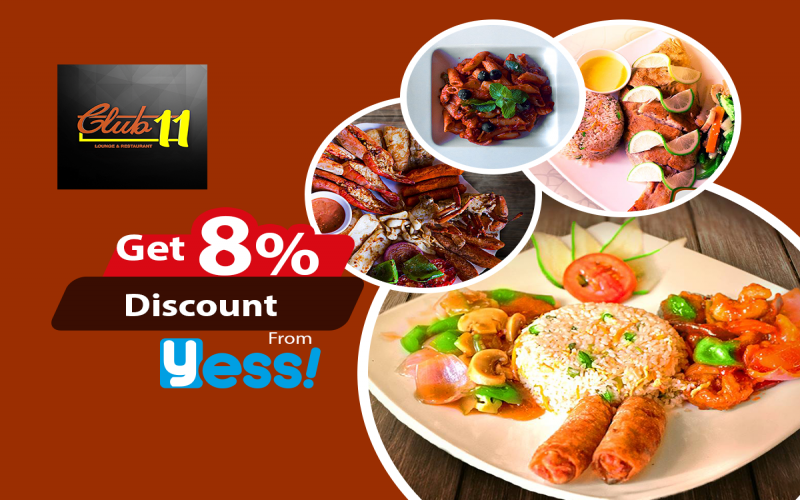 Club 11
LOUNGE & RESTAURANT
Get 8%
Discount
From
Yess!